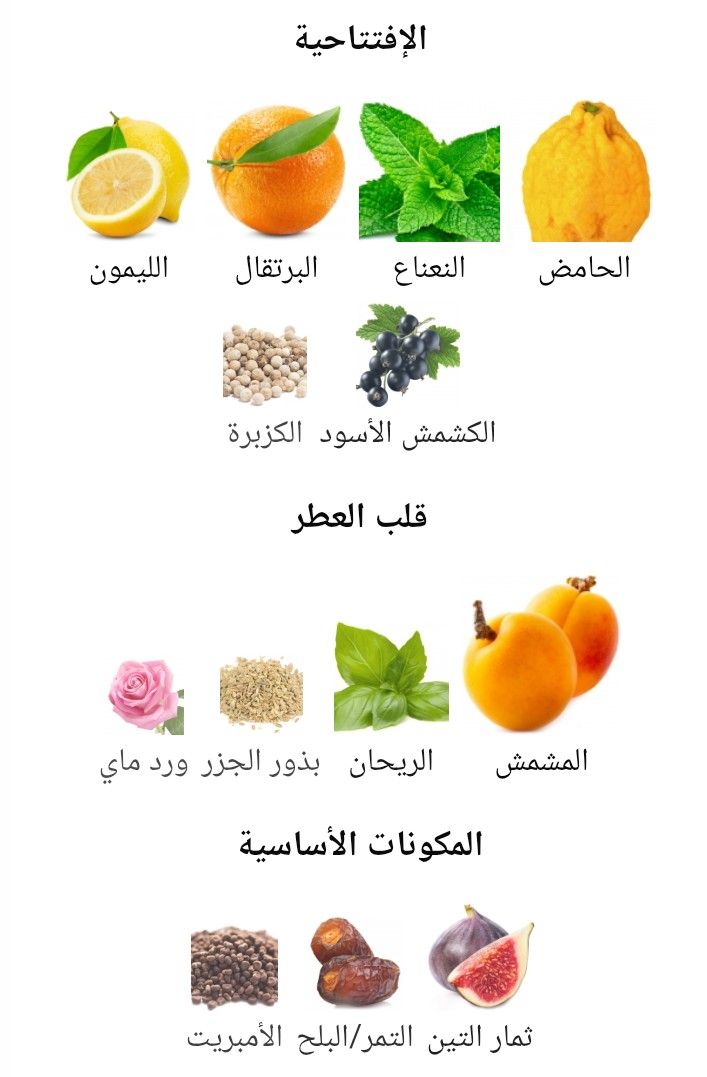 الإفتتاحية
الحامض النعناع البرتقال الليمون
الكشمش الأسود الكزبرة
قلب العطر
المشمش الريحان بذور الجزر ورد ماي
المكونات الأساسية
ثمار التين التمر/البلح الأمبريت